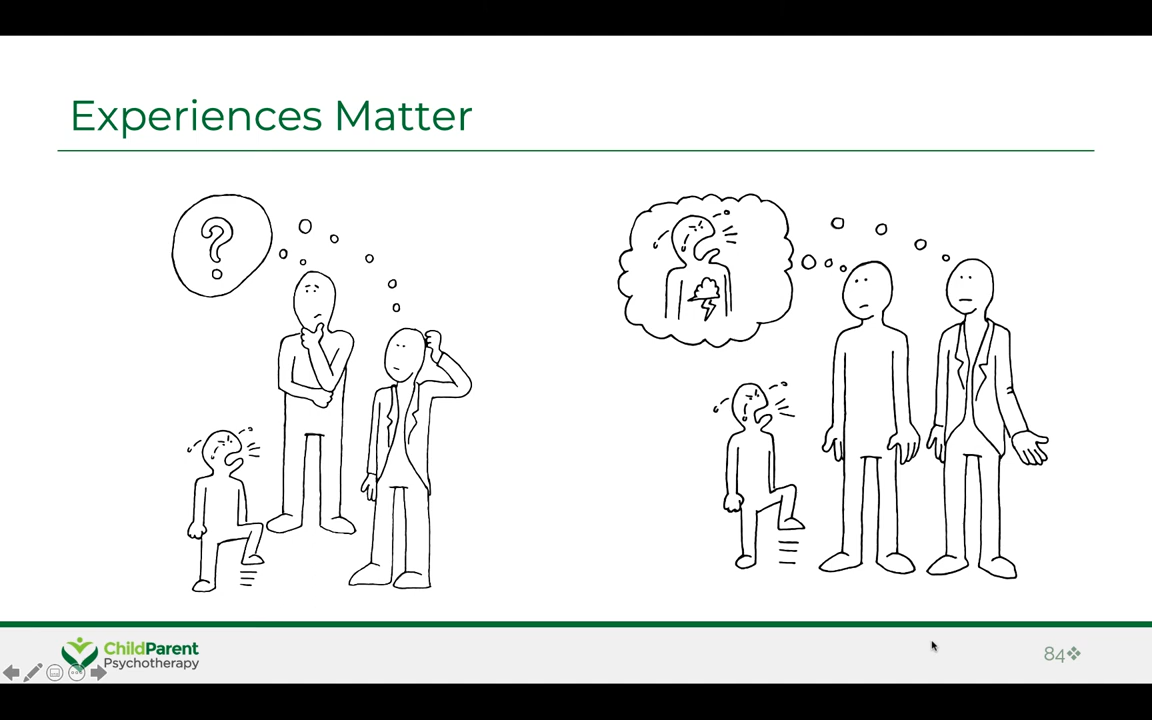 Experiences Matter
?
ChildParent
Psychotherapy
84